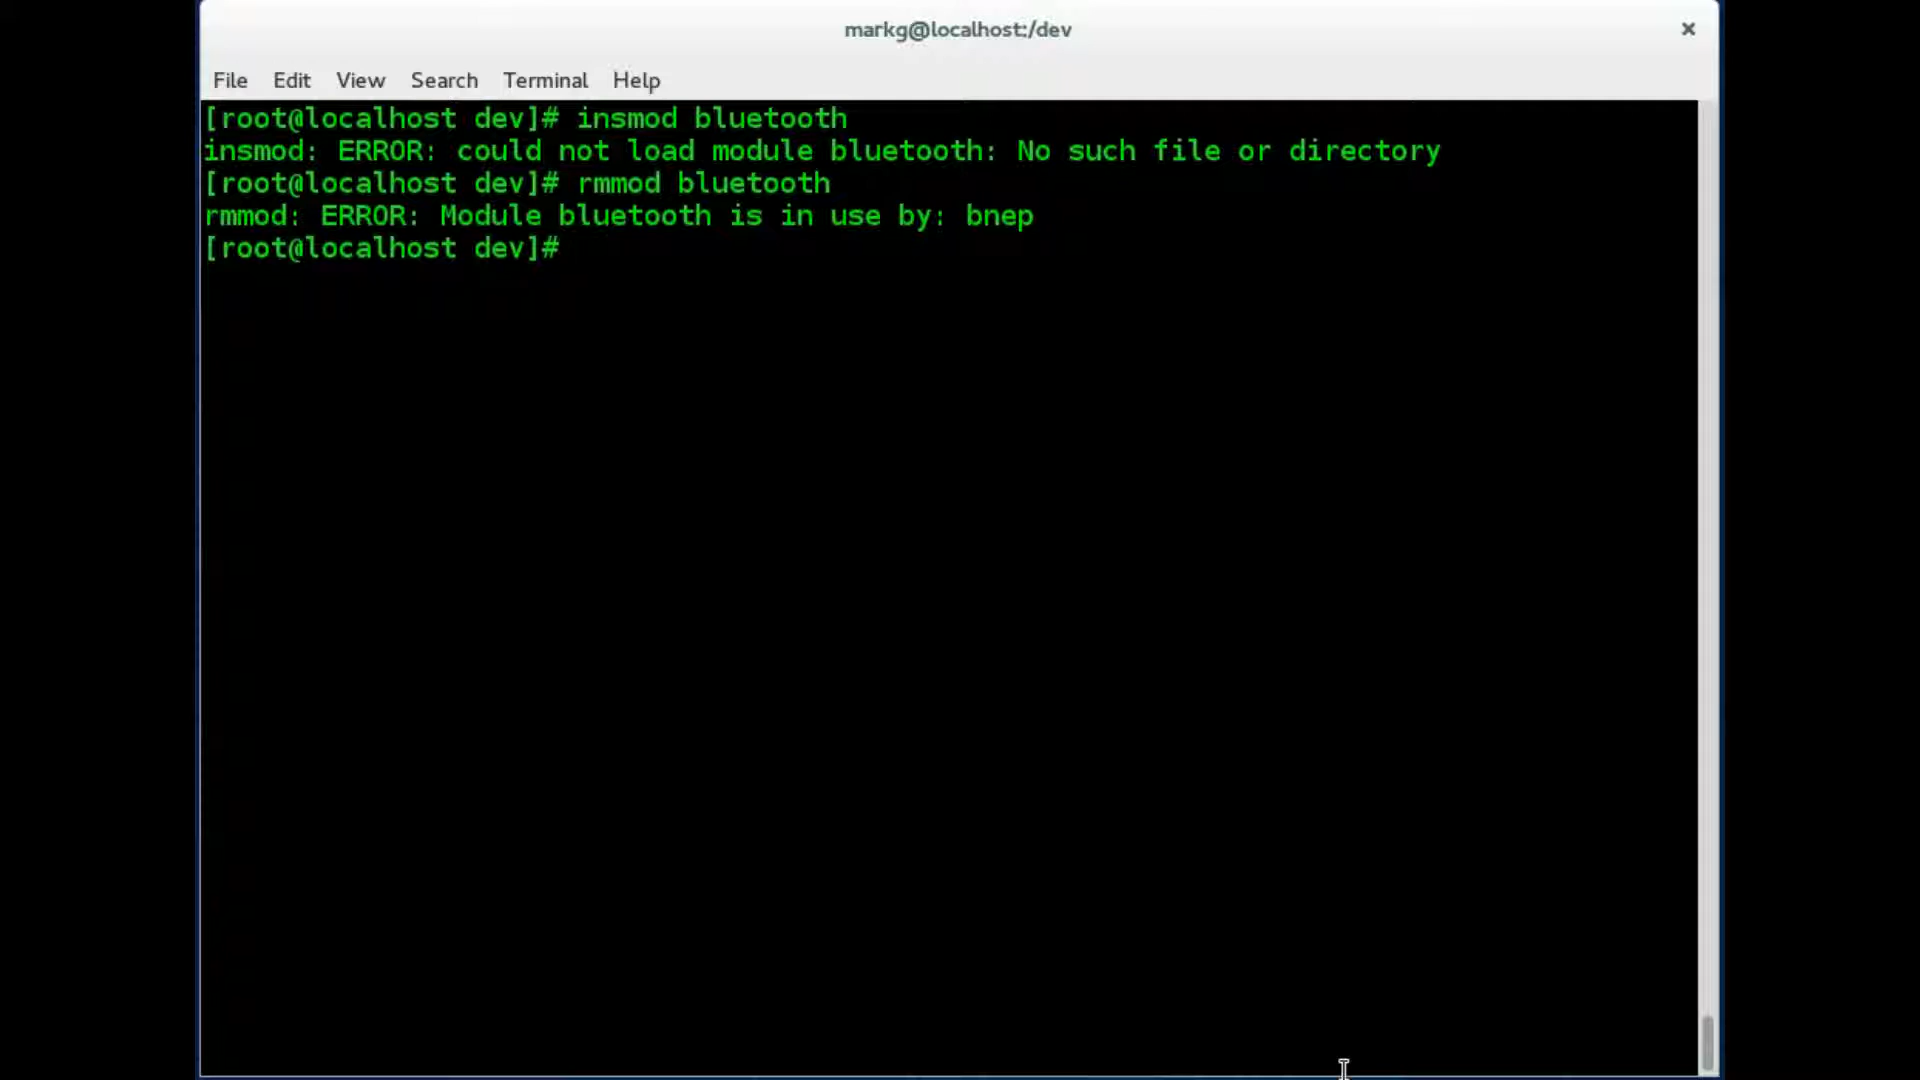 markg@localhost:/dev ×
File Edit View Search Terminal Help
[root@localhost dev]# insmod bluetooth
insmod: ERROR: could not load module bluetooth: No such file or directory
[root@localhost dev]# rmmod bluetooth
rmmod: ERROR: Module bluetooth is in use by: bnep
[root@localhost dev]#